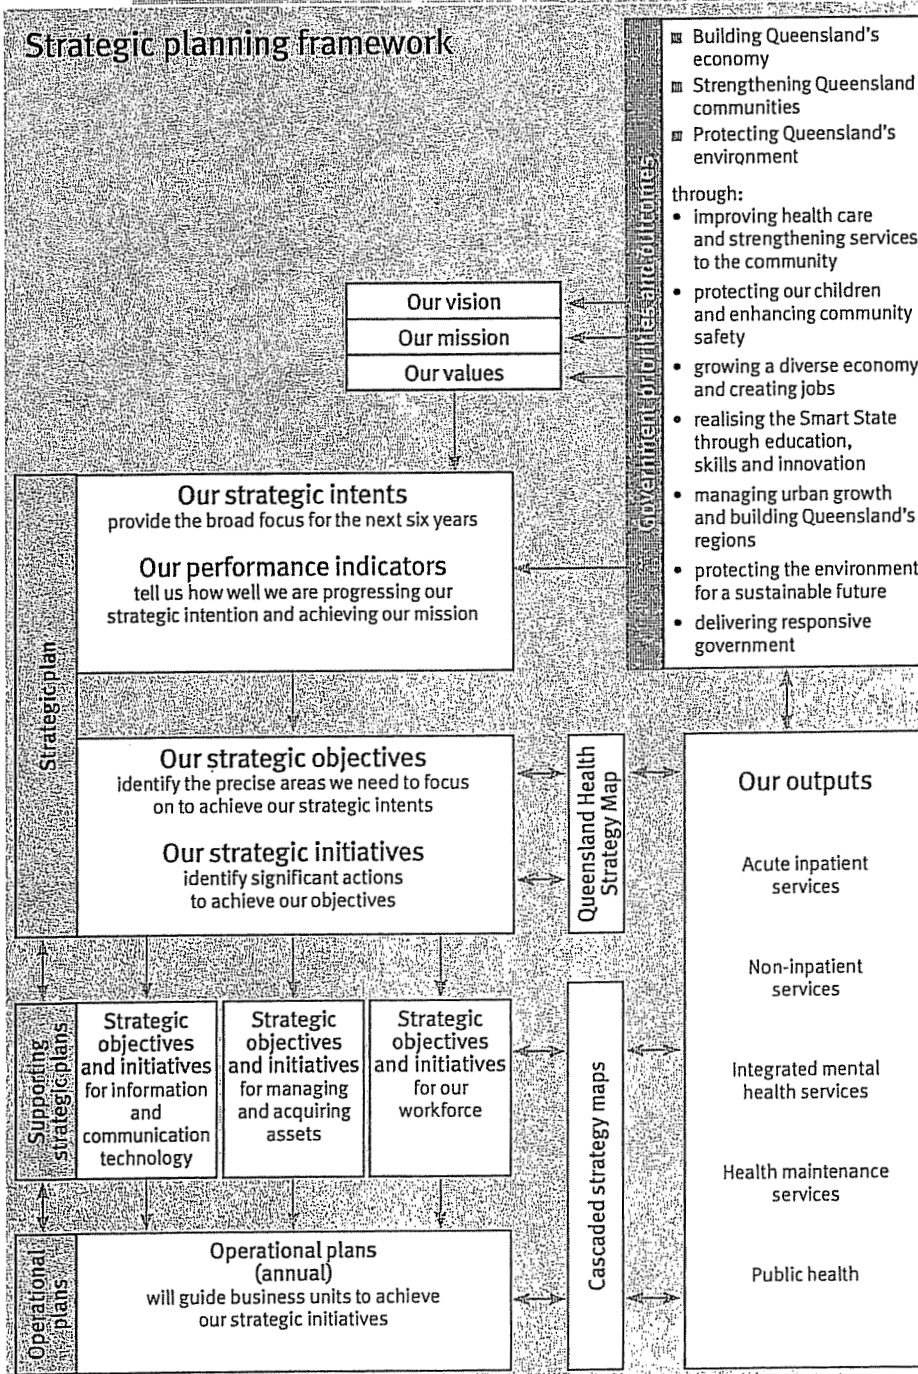 Strategic planning framework
Government priorities and outcomes
Building Queensland's
economy
Strengthening Queensland
communities
Protecting Queensland's
environment
through:
• improving health care
and strengthening services
to the community
• protecting our children
and enhancing community
safety
• growing a diverse economy
and creating jobs
• realising the Smart State
through education,
skills and innovation
• managing urban growth
and building Queensland's
regions
• protecting the environment
for a sustainable future
• delivering responsive
government
Our vision
Our mission
Our values
Strategic plan
Our strategic intents
provide the broad focus for the next six years
Our performance indicators
tell us how well we are progressing our
strategic intention and achieving our mission
Our strategic objectives
identify the precise areas we need to focus
on to achieve our strategic intents
Our strategic initiatives
identify significant actions
to achieve our objectives
Queensland Health
Strategy Map
Supporting
strategic plans
Strategic
objectives
and initiatives
for information
and
communication
technology
Strategic
objectives
and initiatives
for managing
and acquiring
assets
Strategic
objectives
and initiatives
for our
workforce
Operational
plans
Operational plans
(annual)
will guide business units to achieve
our strategic initiatives
Cascaded strategy maps
Our outputs
Acute inpatient
services
Non-inpatient
services
Integrated mental
health services
Health maintenance
services
Public health